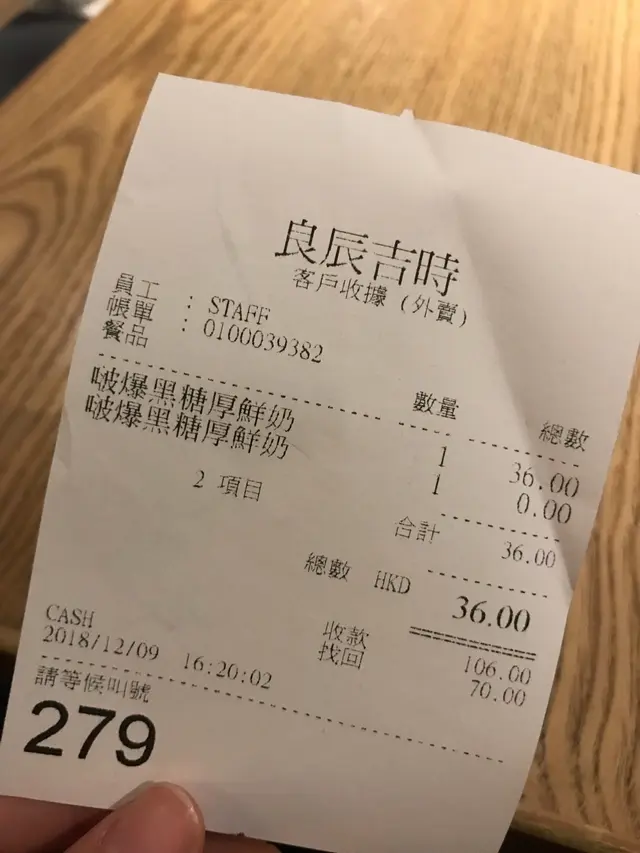 良辰吉時
客戶收據 (外賣)
員工 : STAFF
帳單 : 0100039382
餐品 數量 總數
啵爆黑糖厚鮮奶 1 36.00
啵爆黑糖厚鮮奶 1 0.00
2 項目 合計 36.00
總數 HKD 36.00
CASH 收款 106.00
2018/12/09 16:20:02 找回 70.00
請等候叫號
279